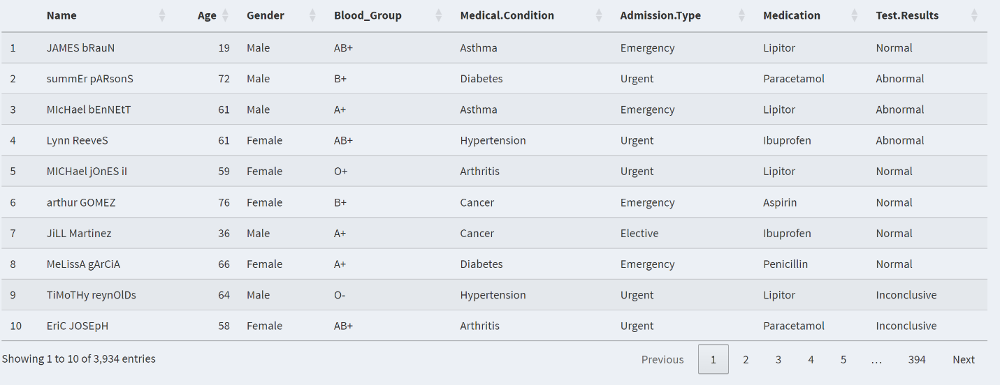 Name Age Gender Blood_Group Medical.Condition Admission.Type Medication Test.Results
1 JAMES bRauN 19 Male AB+ Asthma Emergency Lipitor Normal
2 summEr pARsonS 72 Male B+ Diabetes Urgent Paracetamol Abnormal
3 MIcHael bEnNEtT 61 Male A+ Asthma Emergency Lipitor Abnormal
4 Lynn ReeveS 61 Female AB+ Hypertension Urgent Ibuprofen Abnormal
5 MICHael jOnES iI 59 Female O+ Arthritis Urgent Lipitor Normal
6 arthur GOMEZ 76 Female B+ Cancer Emergency Aspirin Normal
7 JiLL Martinez 36 Male A+ Cancer Elective Ibuprofen Normal
8 MeLissA gArCiA 66 Female A+ Diabetes Emergency Penicillin Normal
9 TiMoTHy reynOlDs 64 Male O- Hypertension Urgent Lipitor Inconclusive
10 EriC JOSEpH 58 Female AB+ Arthritis Urgent Paracetamol Inconclusive
Showing 1 to 10 of 3,934 entries Previous 1 2 3 4 5 … 394 Next